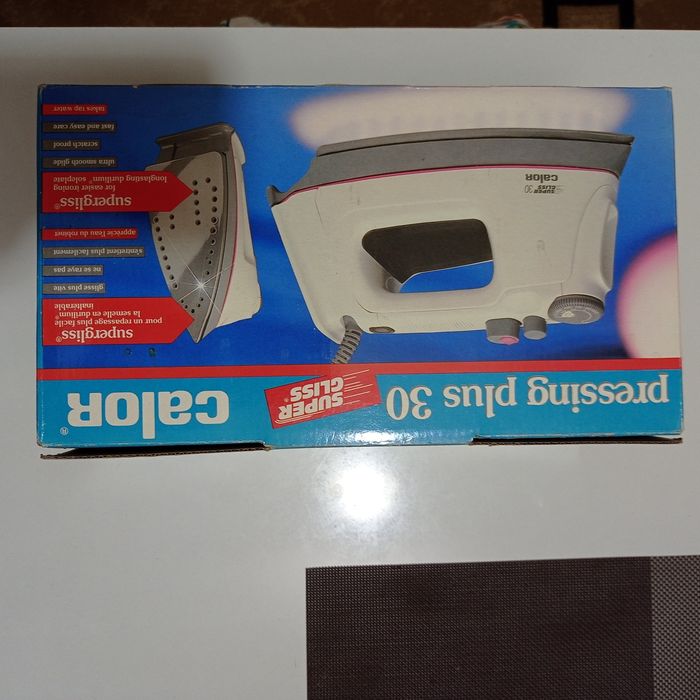 calor®
SUPER
GLISS®
pressing plus 30
supergliss®
pour un repassage plus facile
la semelle en durilium®
inaltérable
glisse plus vite
ne se raye pas
s'entretient plus facilement
apprécie l'eau du robinet
supergliss®
for easier ironing
longlasting durilium® soleplate
ultra smooth glide
scratch proof
fast and easy care
takes tap water
SUPER
GLISS 30
calor